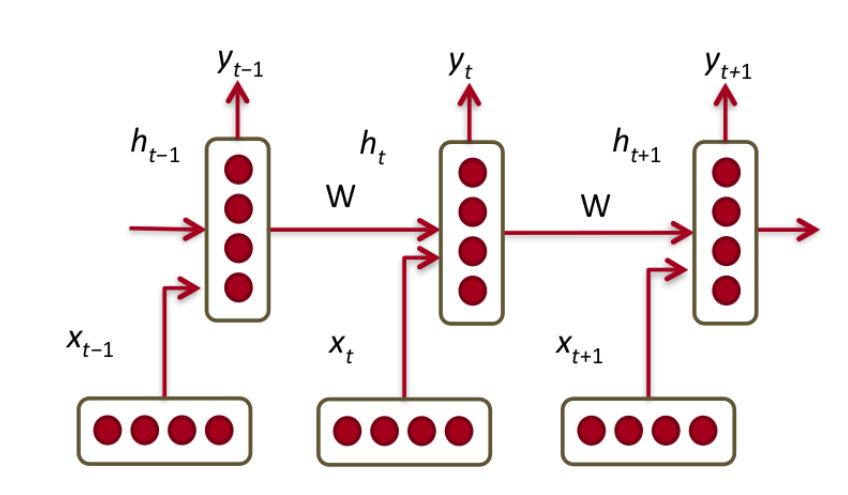 y_{t−1} y_t y_{t+1}
h_{t−1} h_t h_{t+1}
W W
x_{t−1} x_t x_{t+1}